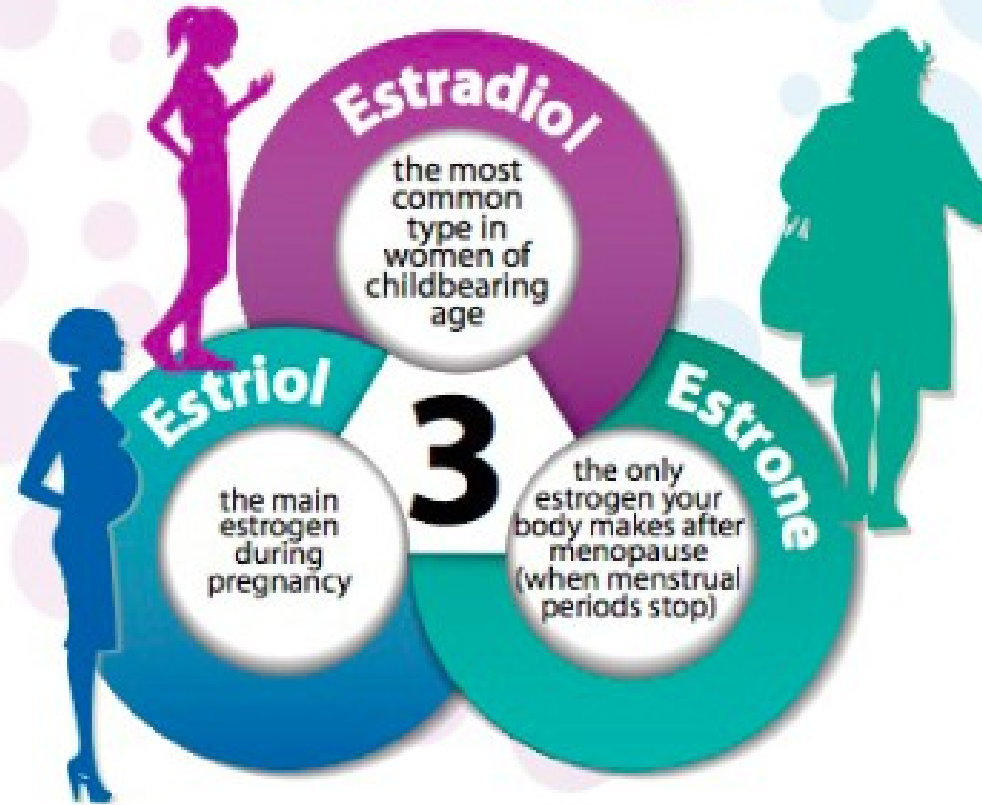 Estradiol
the most
common
type in
women of
childbearing
age
Estriol
the main
estrogen
during
pregnancy
3
Estrone
the only
estrogen your
body makes after
menopause
(when menstrual
periods stop)